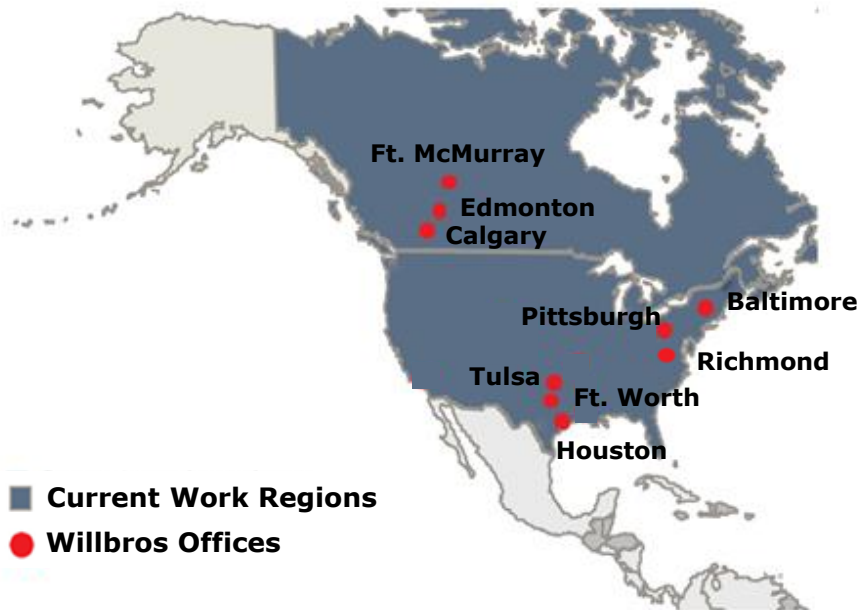 Ft. McMurray
Edmonton
Calgary
Baltimore
Pittsburgh
Richmond
Tulsa
Ft. Worth
Houston
Current Work Regions
Willbros Offices